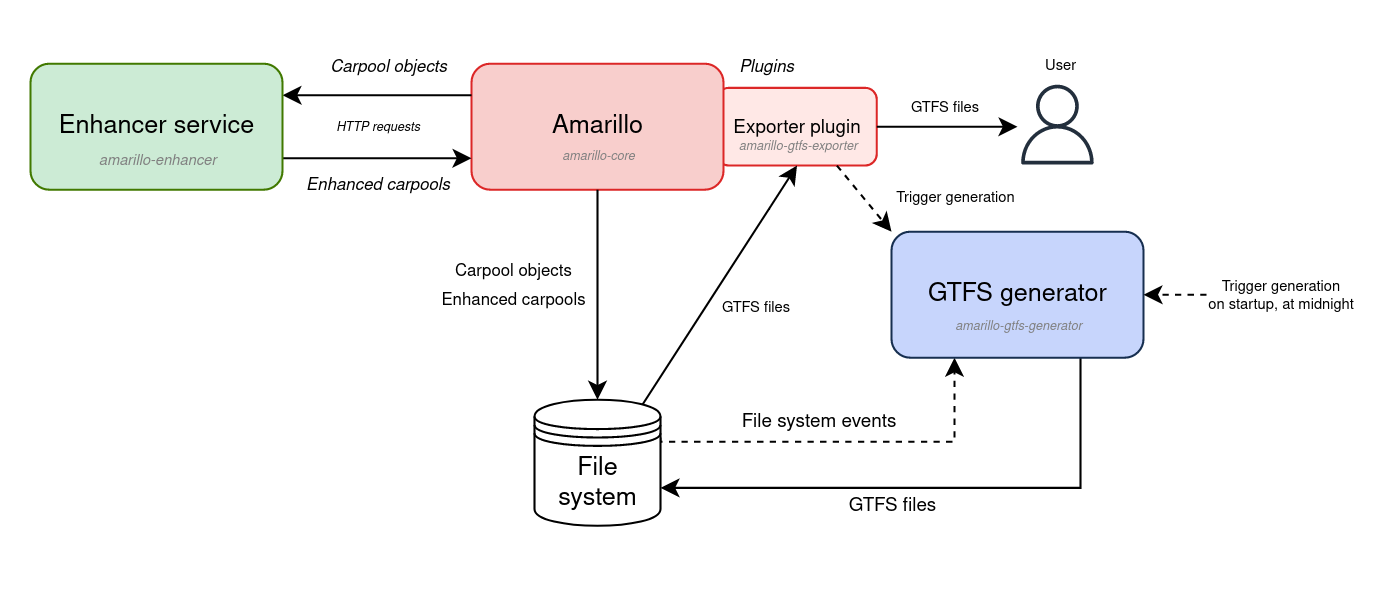 Carpool objects
Plugins
User
Enhancer service
amarillo-enhancer
HTTP requests
Enhanced carpools
Amarillo
amarillo-core
Exporter plugin
amarillo-gtfs-exporter
GTFS files
Trigger generation
Carpool objects
Enhanced carpools
GTFS files
GTFS generator
amarillo-gtfs-generator
Trigger generation
on startup, at midnight
File system events
File
system
GTFS files